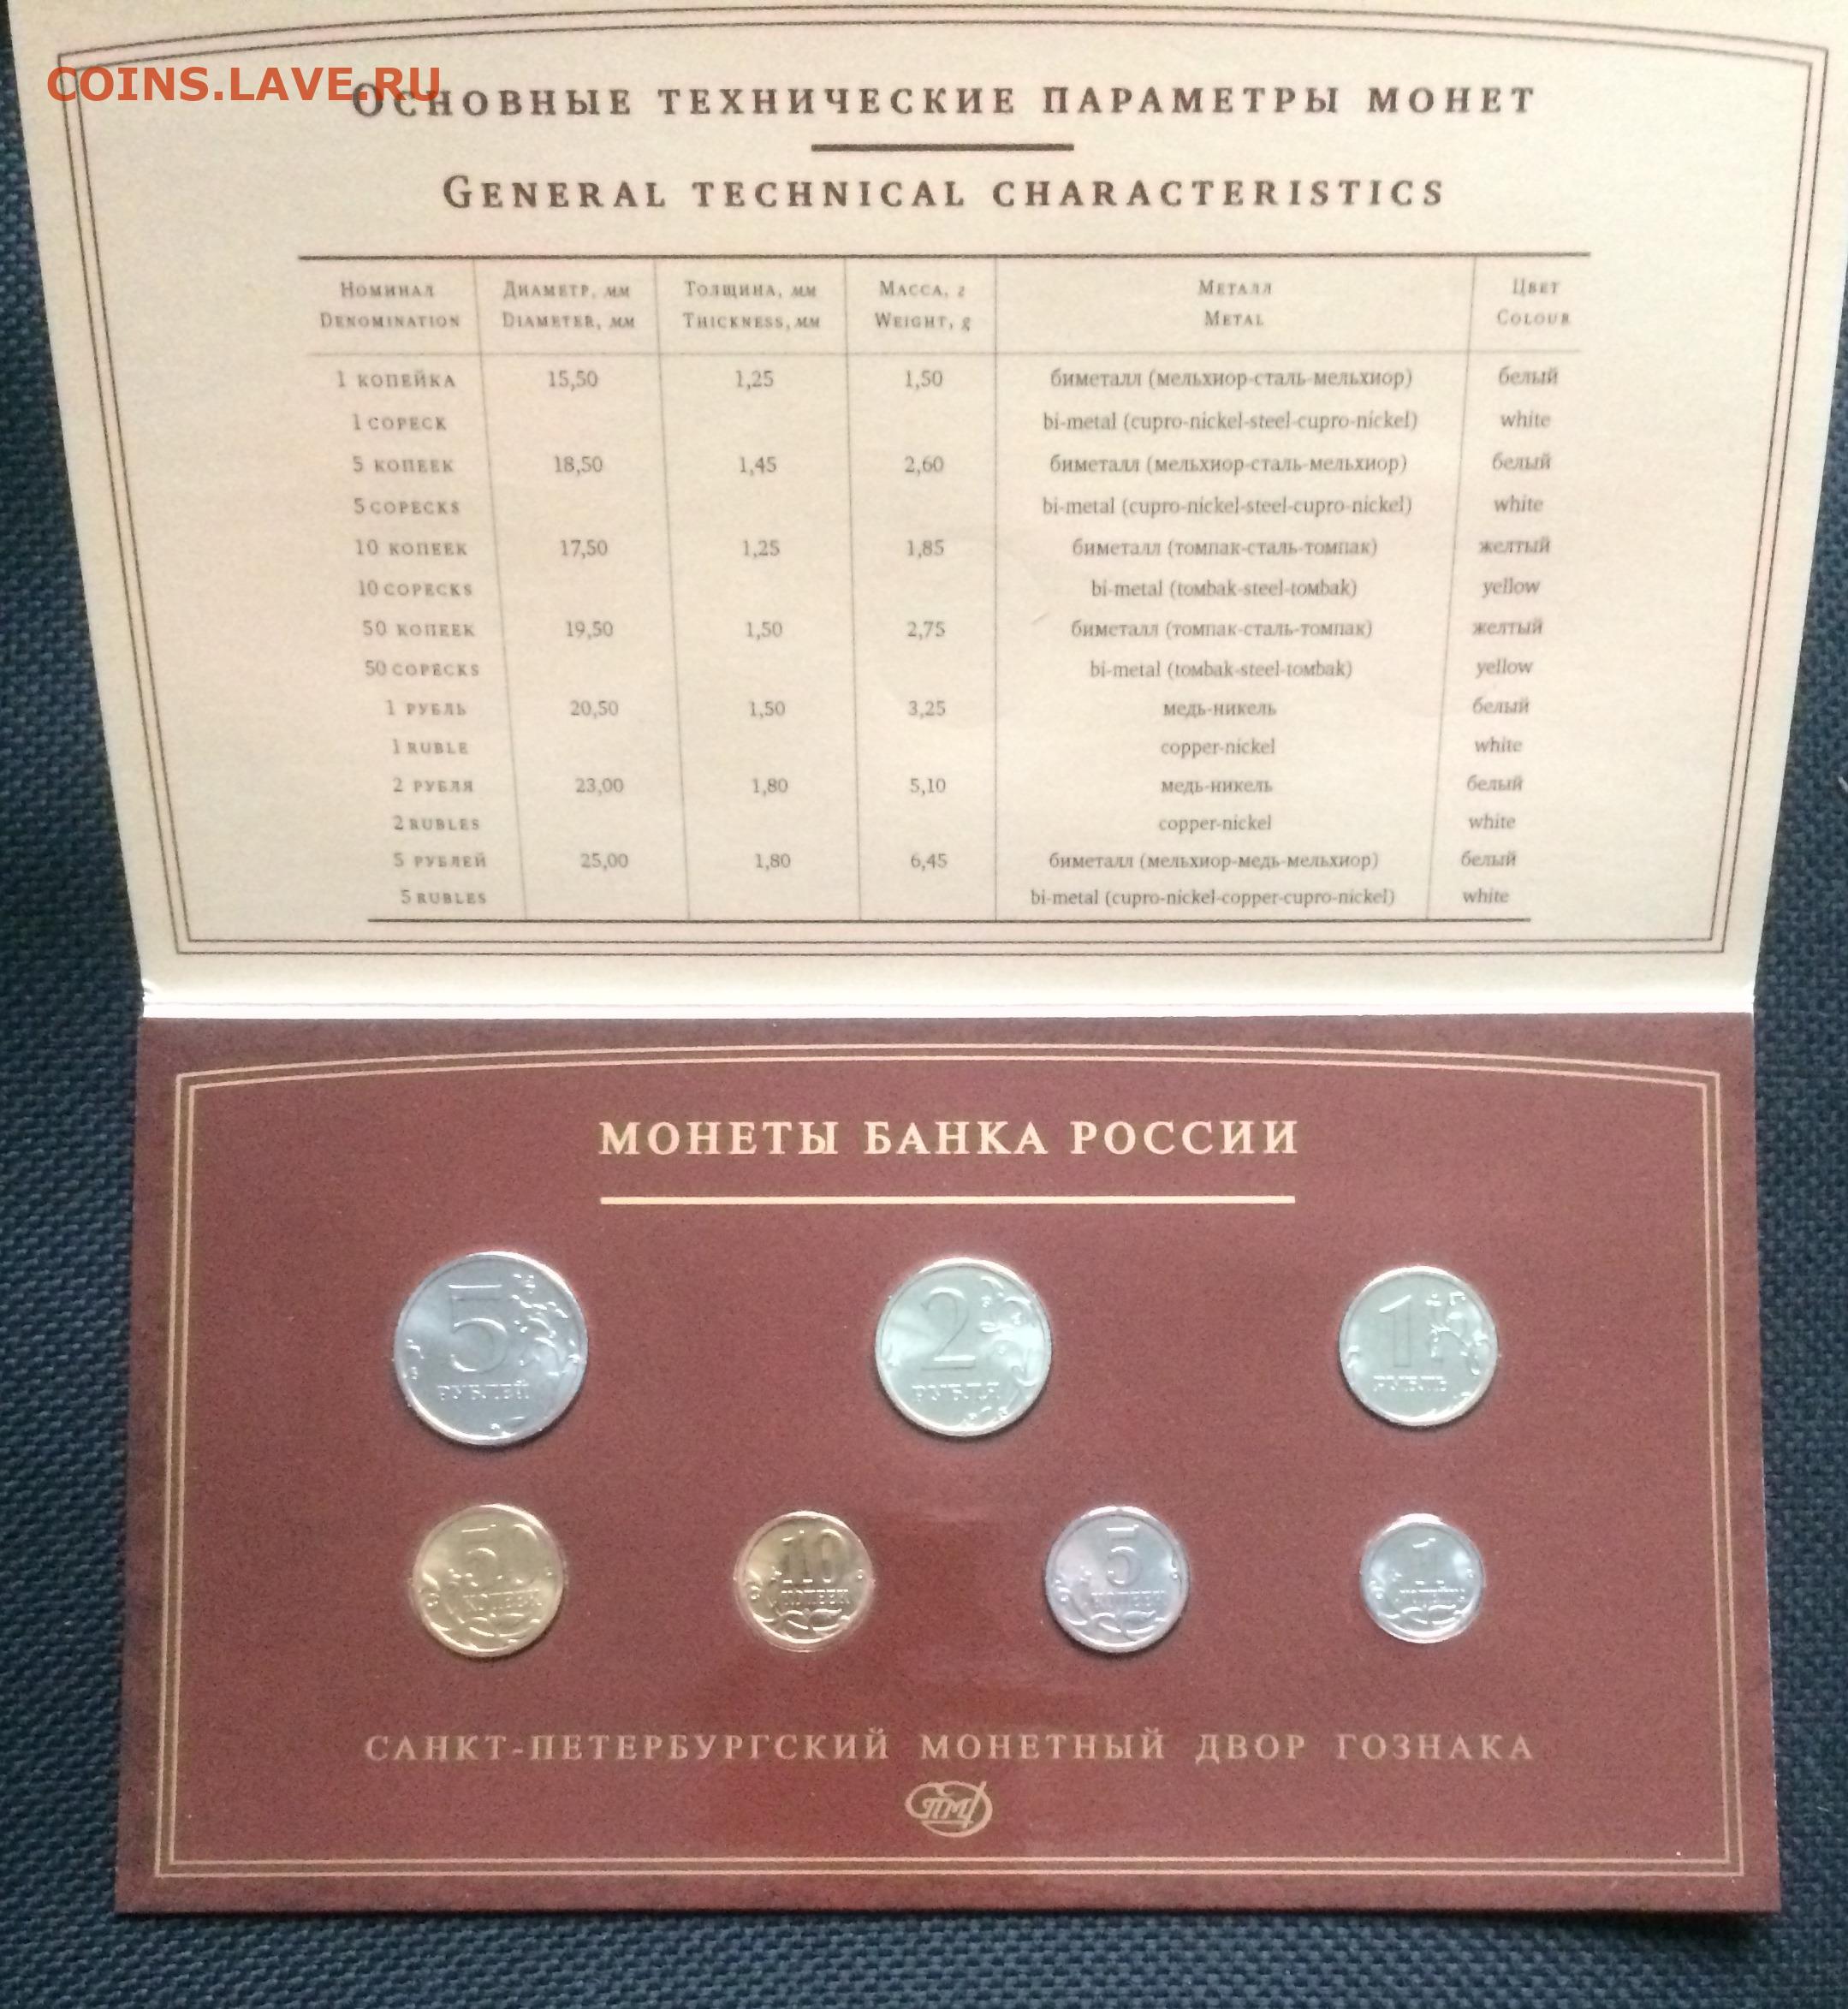 COINS.LAVE.RU
Основные технические параметры монет
General technical characteristics
Номинал Диаметр, мм Толщина, мм Масса, г Металл Цвет
Denomination Diameter, мм Thickness, мм Weight, g Metal Colour
1 копейка 15,50 1,25 1,50 биметалл (мельхиор-сталь-мельхиор) белый
1 copeck bi-metal (cupro-nickel-steel-cupro-nickel) white
5 копеек 18,50 1,45 2,60 биметалл (мельхиор-сталь-мельхиор) белый
5 copecks bi-metal (cupro-nickel-steel-cupro-nickel) white
10 копеек 17,50 1,25 1,85 биметалл (томпак-сталь-томпак) желтый
10 copecks bi-metal (томbak-steel-томbak) yellow
50 копеек 19,50 1,50 2,75 биметалл (томпак-сталь-томпак) желтый
50 copecks bi-metal (томbak-steel-томbak) yellow
1 рубль 20,50 1,50 3,25 медь-никель белый
1 ruble copper-nickel white
2 рубля 23,00 1,80 5,10 медь-никель белый
2 rubles copper-nickel white
5 рублей 25,00 1,80 6,45 биметалл (мельхиор-медь-мельхиор) белый
5 rubles bi-metal (cupro-nickel-copper-cupro-nickel) white
МОНЕТЫ БАНКА РОССИИ
5 2 1
РУБЛЕЙ РУБЛЯ РУБЛЬ
50 10 5 1
КОПЕЕК КОПЕЕК КОПЕЕК КОПЕЙКА
САНКТ-ПЕТЕРБУРГСКИЙ МОНЕТНЫЙ ДВОР ГОЗНАКА
СПМД